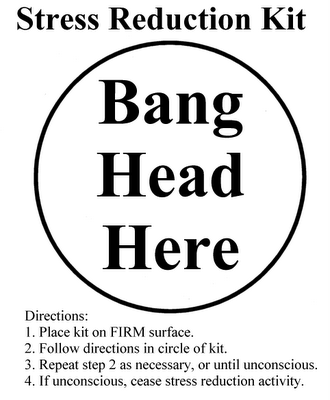 Stress Reduction Kit
Bang
Head
Here
Directions:
1. Place kit on FIRM surface.
2. Follow directions in circle of kit.
3. Repeat step 2 as necessary, or until unconscious.
4. If unconscious, cease stress reduction activity.